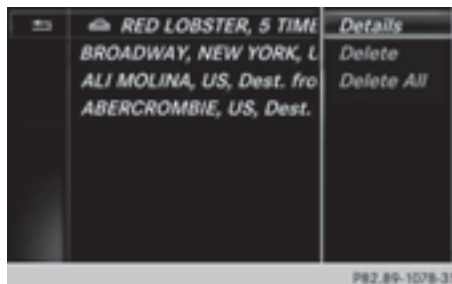 RED LOBSTER, 5 TIME
BROADWAY, NEW YORK, U
ALI MOLINA, US, Dest. fro
ABERCROMBIE, US, Dest.
Details
Delete
Delete All
P82.89-1078-31